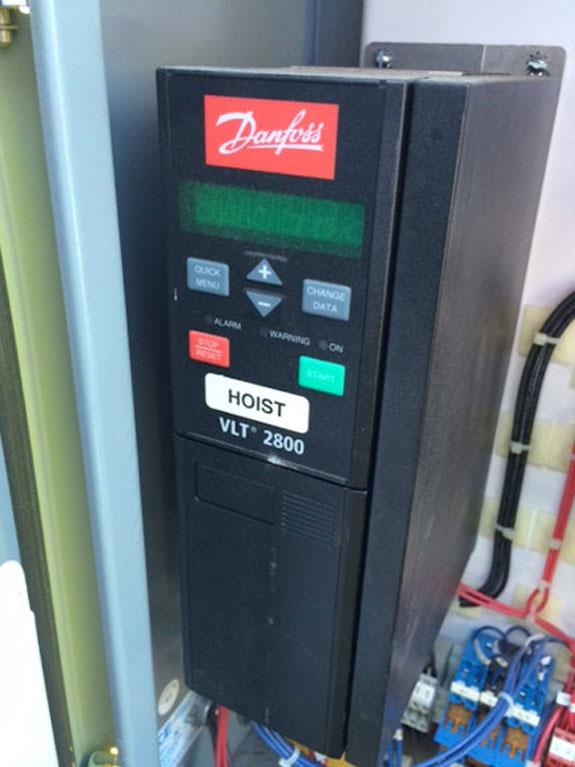 Danfoss
QUICK
MENU
+
-
CHANGE
DATA
ALARM
WARNING
ON
STOP
RESET
START
HOIST
VLT® 2800